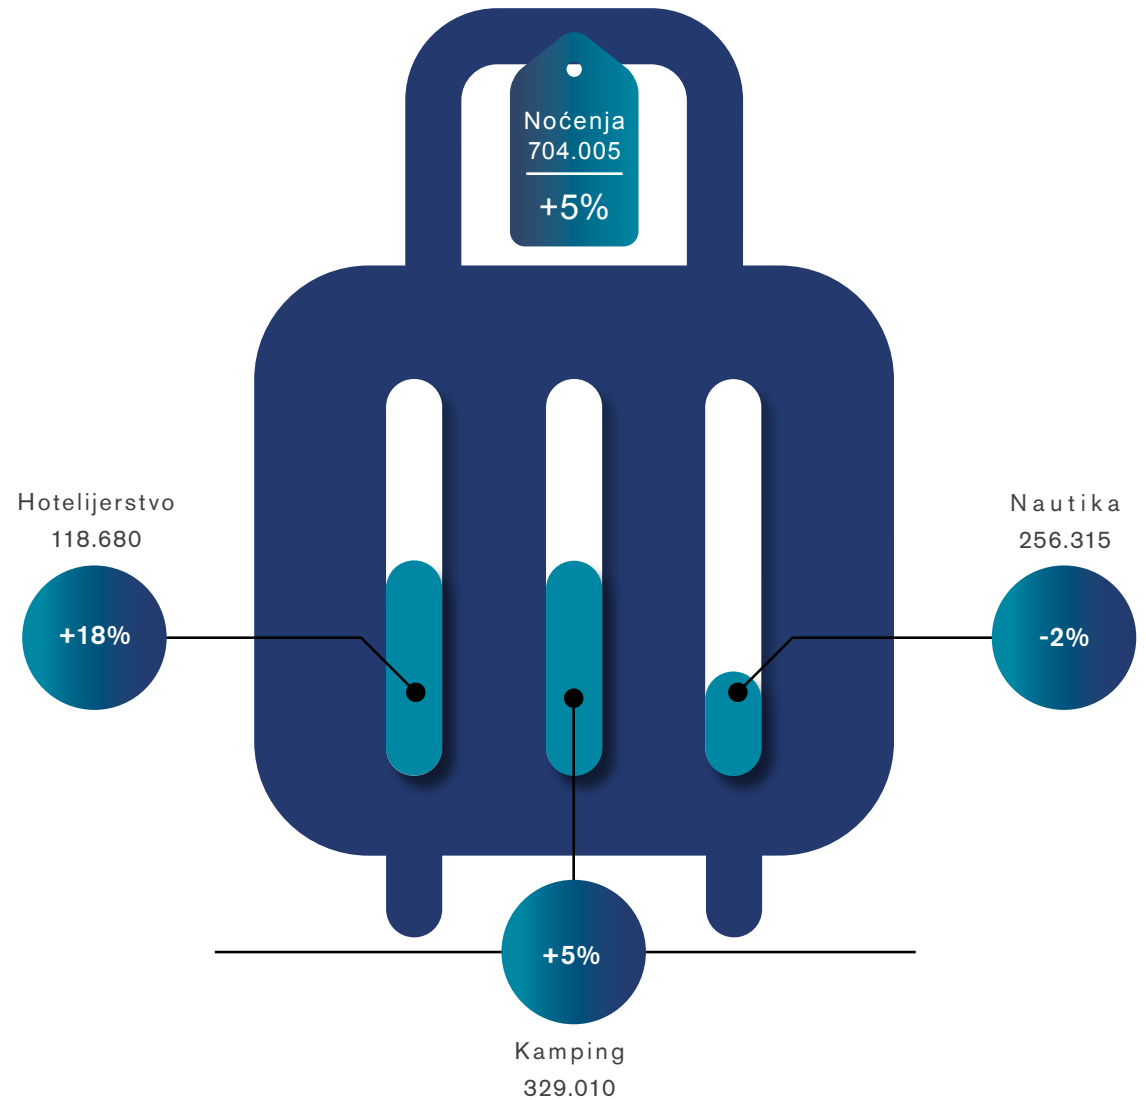 Noćenja
704.005
+5%
Hotelijerstvo
118.680
+18%
Nautika
256.315
-2%
+5%
Kamping
329.010